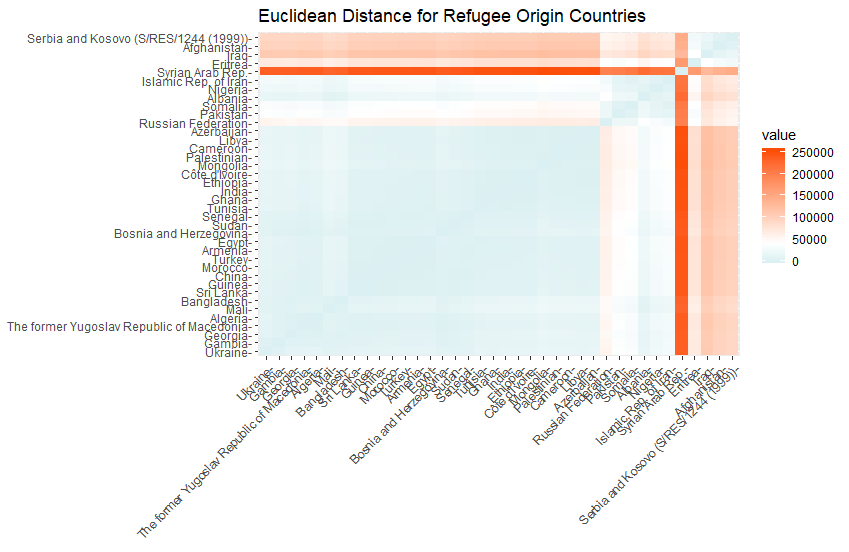 Euclidean Distance for Refugee Origin Countries
Serbia and Kosovo (S/RES/1244 (1999))-
Afghanistan-
Iraq-
Eritrea-
Syrian Arab Rep.-
Islamic Rep. of Iran-
Nigeria-
Albania-
Somalia-
Pakistan-
Russian Federation-
Azerbaijan-
Libya-
Cameroon-
Palestinian-
Mongolia-
Côte d'Ivoire-
Ethiopia-
India-
Ghana-
Tunisia-
Senegal-
Sudan-
Bosnia and Herzegovina-
Egypt-
Armenia-
Turkey-
Morocco-
China-
Guinea-
Sri Lanka-
Bangladesh-
Mali-
Algeria-
The former Yugoslav Republic of Macedonia-
Georgia-
Gambia-
Ukraine-
Ukraine-
Gambia-
Georgia-
The former Yugoslav Republic of Macedonia-
Algeria-
Mali-
Bangladesh-
Sri Lanka-
Guinea-
China-
Morocco-
Turkey-
Armenia-
Egypt-
Bosnia and Herzegovina-
Sudan-
Senegal-
Tunisia-
Ghana-
India-
Ethiopia-
Côte d'Ivoire-
Mongolia-
Palestinian-
Cameroon-
Libya-
Azerbaijan-
Russian Federation-
Pakistan-
Somalia-
Albania-
Nigeria-
Islamic Rep. of Iran-
Syrian Arab Rep.-
Eritrea-
Iraq-
Afghanistan-
Serbia and Kosovo (S/RES/1244 (1999))-
value
250000
200000
150000
100000
50000
0